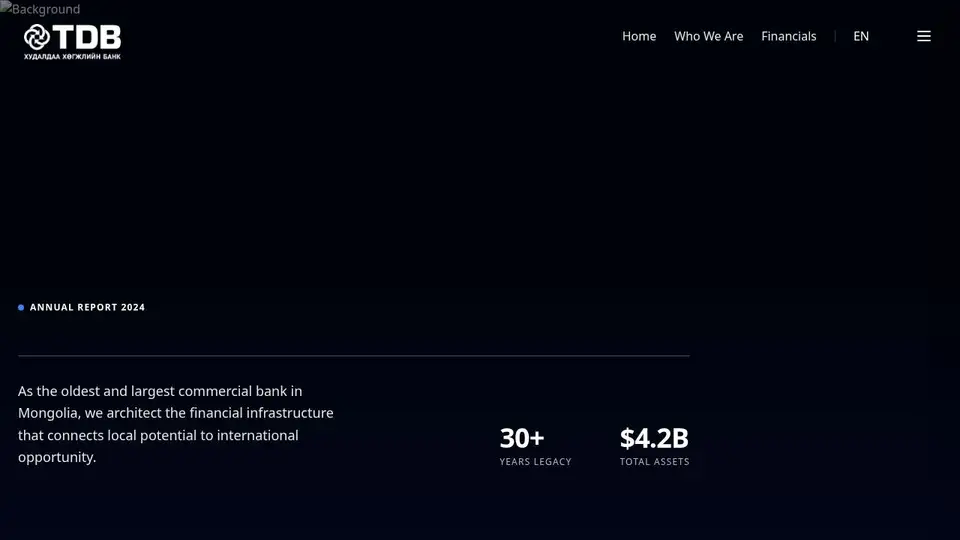 Background
TDB
ХУДАЛДАА ХӨГЖЛИЙН БАНК
Home
Who We Are
Financials
EN
ANNUAL REPORT 2024
As the oldest and largest commercial bank in
Mongolia, we architect the financial infrastructure
that connects local potential to international
opportunity.
30+
YEARS LEGACY
$4.2B
TOTAL ASSETS